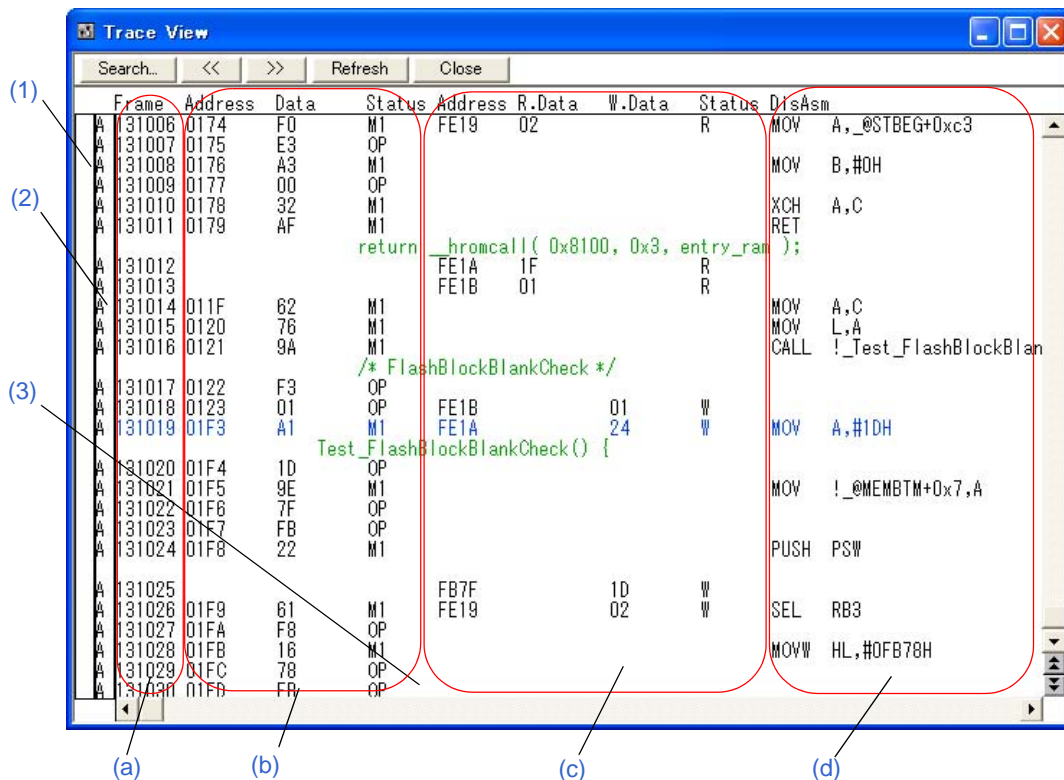 Trace View
Search... << >> Refresh Close
Frame Address Data Status Address R.Data W.Data Status DisAsm
(1)
A 131006 0174 F0 M1 FE19 02 R MOV A,_@STBEG+0xc3
A 131007 0175 E3 OP
A 131008 0176 A3 M1 MOV B,#0H
A 131009 0177 00 OP
(2)
A 131010 0178 32 M1 XCH A,C
A 131011 0179 AF M1 RET
return __hromcall( 0x8100, 0x3, entry_ram );
A 131012 FE1A 1F R
A 131013 FE1B 01 R
A 131014 011F 62 M1 MOV A,C
A 131015 0120 76 M1 MOV L,A
A 131016 0121 9A M1 CALL !_Test_FlashBlockBlan
/* FlashBlockBlankCheck */
(3)
A 131017 0122 F3 OP
A 131018 0123 01 OP FE1B 01 W
A 131019 01F3 A1 M1 FE1A 24 W MOV A,#1DH
Test_FlashBlockBlankCheck() {
A 131020 01F4 1D OP
A 131021 01F5 9E M1 MOV !_@MEMBTM+0x7,A
A 131022 01F6 7F OP
A 131023 01F7 FB OP
A 131024 01F8 22 M1 PUSH PSW
A 131025 FB7F 1D W
A 131026 01F9 61 M1 FE19 02 W SEL RB3
A 131027 01FA F8 OP
A 131028 01FB 16 M1 MOVW HL,#0FB78H
A 131029 01FC 78 OP
A 131030 01FD FB OP
(a) (b) (c) (d)